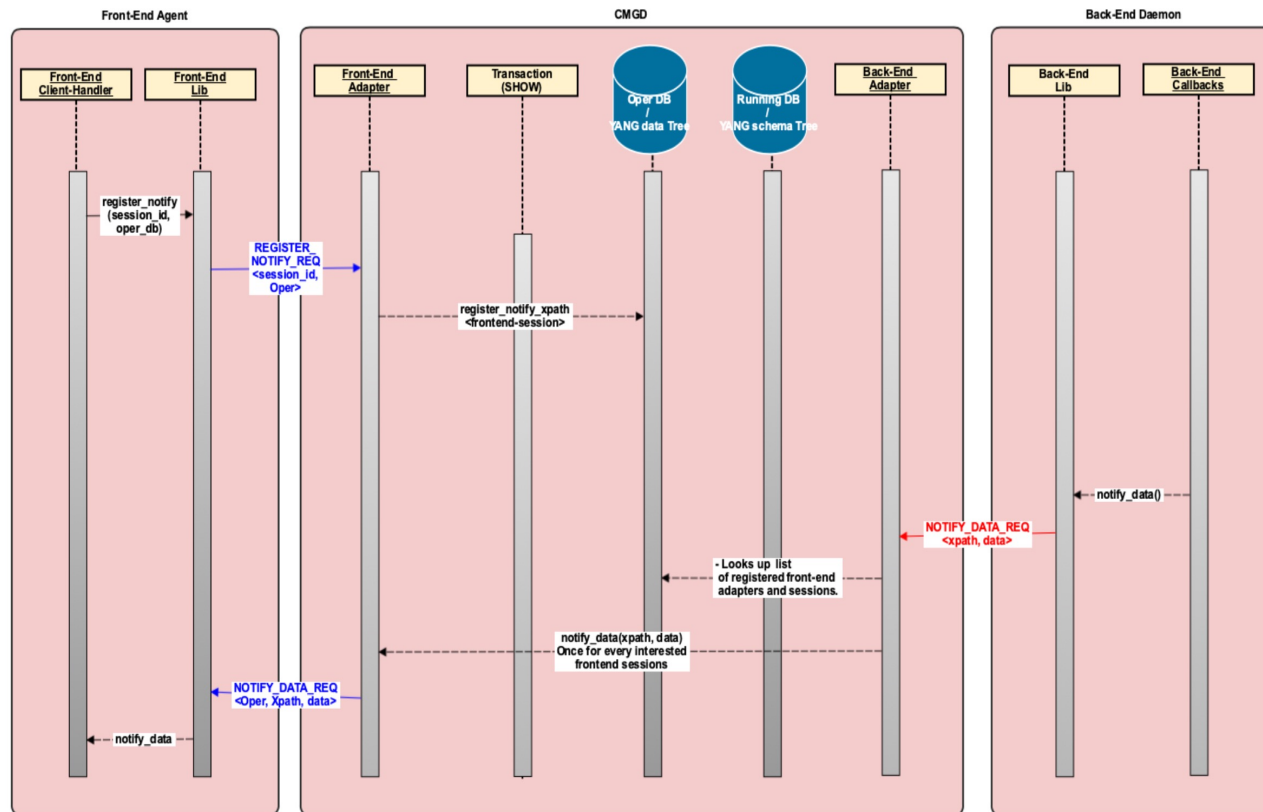 Front-End Agent
CMGD
Back-End Daemon
Front-End
Client-Handler
Front-End
Lib
Front-End
Adapter
Transaction
(SHOW)
Oper DB
/
YANG data Tree
Running DB
/
YANG schema Tree
Back-End
Adapter
Back-End
Lib
Back-End
Callbacks
register_notify
(session_id,
oper_db)
REGISTER_
NOTIFY_REQ
<session_id,
Oper>
register_notify_xpath
<frontend-session>
notify_data()
NOTIFY_DATA_REQ
<xpath, data>
- Looks up list
of registered front-end
adapters and sessions.
notify_data(xpath, data)
Once for every interested
frontend sessions
NOTIFY_DATA_REQ
<Oper, Xpath, data>
notify_data